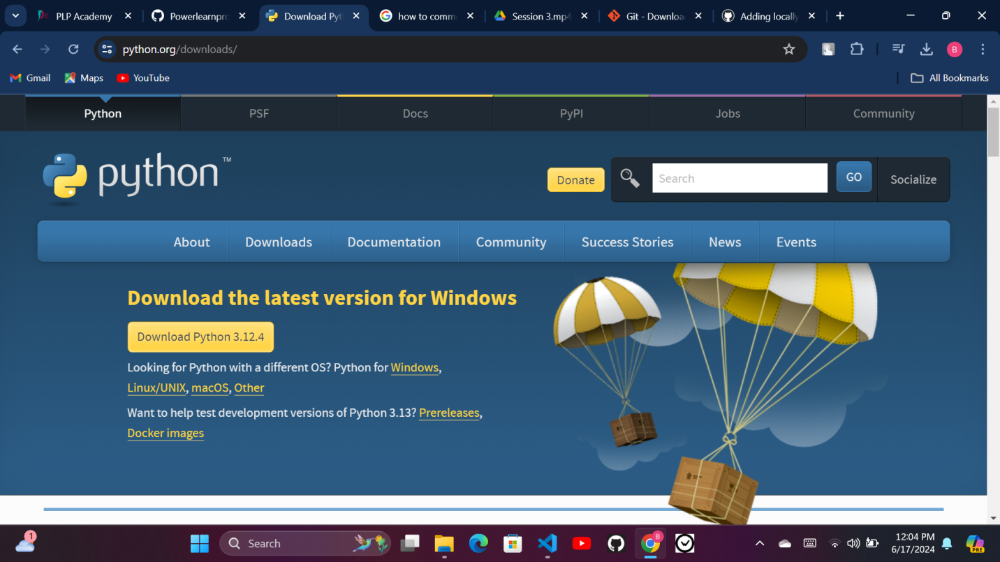 PLP Academy
Powerlearnpro
Download Pyt
how to comm
Session 3.mp4
Git - Downloa
Adding locally
python.org/downloads/
B
Gmail
Maps
YouTube
All Bookmarks
Python
PSF
Docs
PyPI
Jobs
Community
python™
Donate
Search
GO
Socialize
About
Downloads
Documentation
Community
Success Stories
News
Events
Download the latest version for Windows
Download Python 3.12.4
Looking for Python with a different OS? Python for Windows,
Linux/UNIX, macOS, Other
Want to help test development versions of Python 3.13? Prereleases,
Docker images
1
Search
B
12:04 PM
6/17/2024
PRE